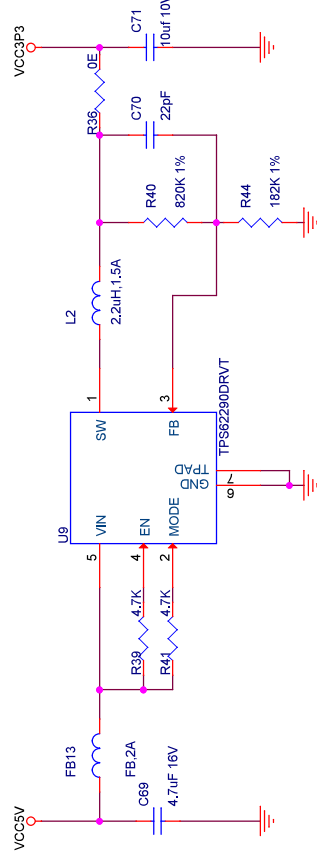 VCC5V
FB13
FB,2A
C69
4.7uF 16V
R39
4.7K
R41
4.7K
U9
5
VIN
4
EN
2
MODE
SW
1
FB
3
GND
6
TPAD
7
TPS62290DRVT
L2
2.2uH,1.5A
R40
820K 1%
R44
182K 1%
C70
22pF
R36
0E
C71
10uf 10V
VCC3P3